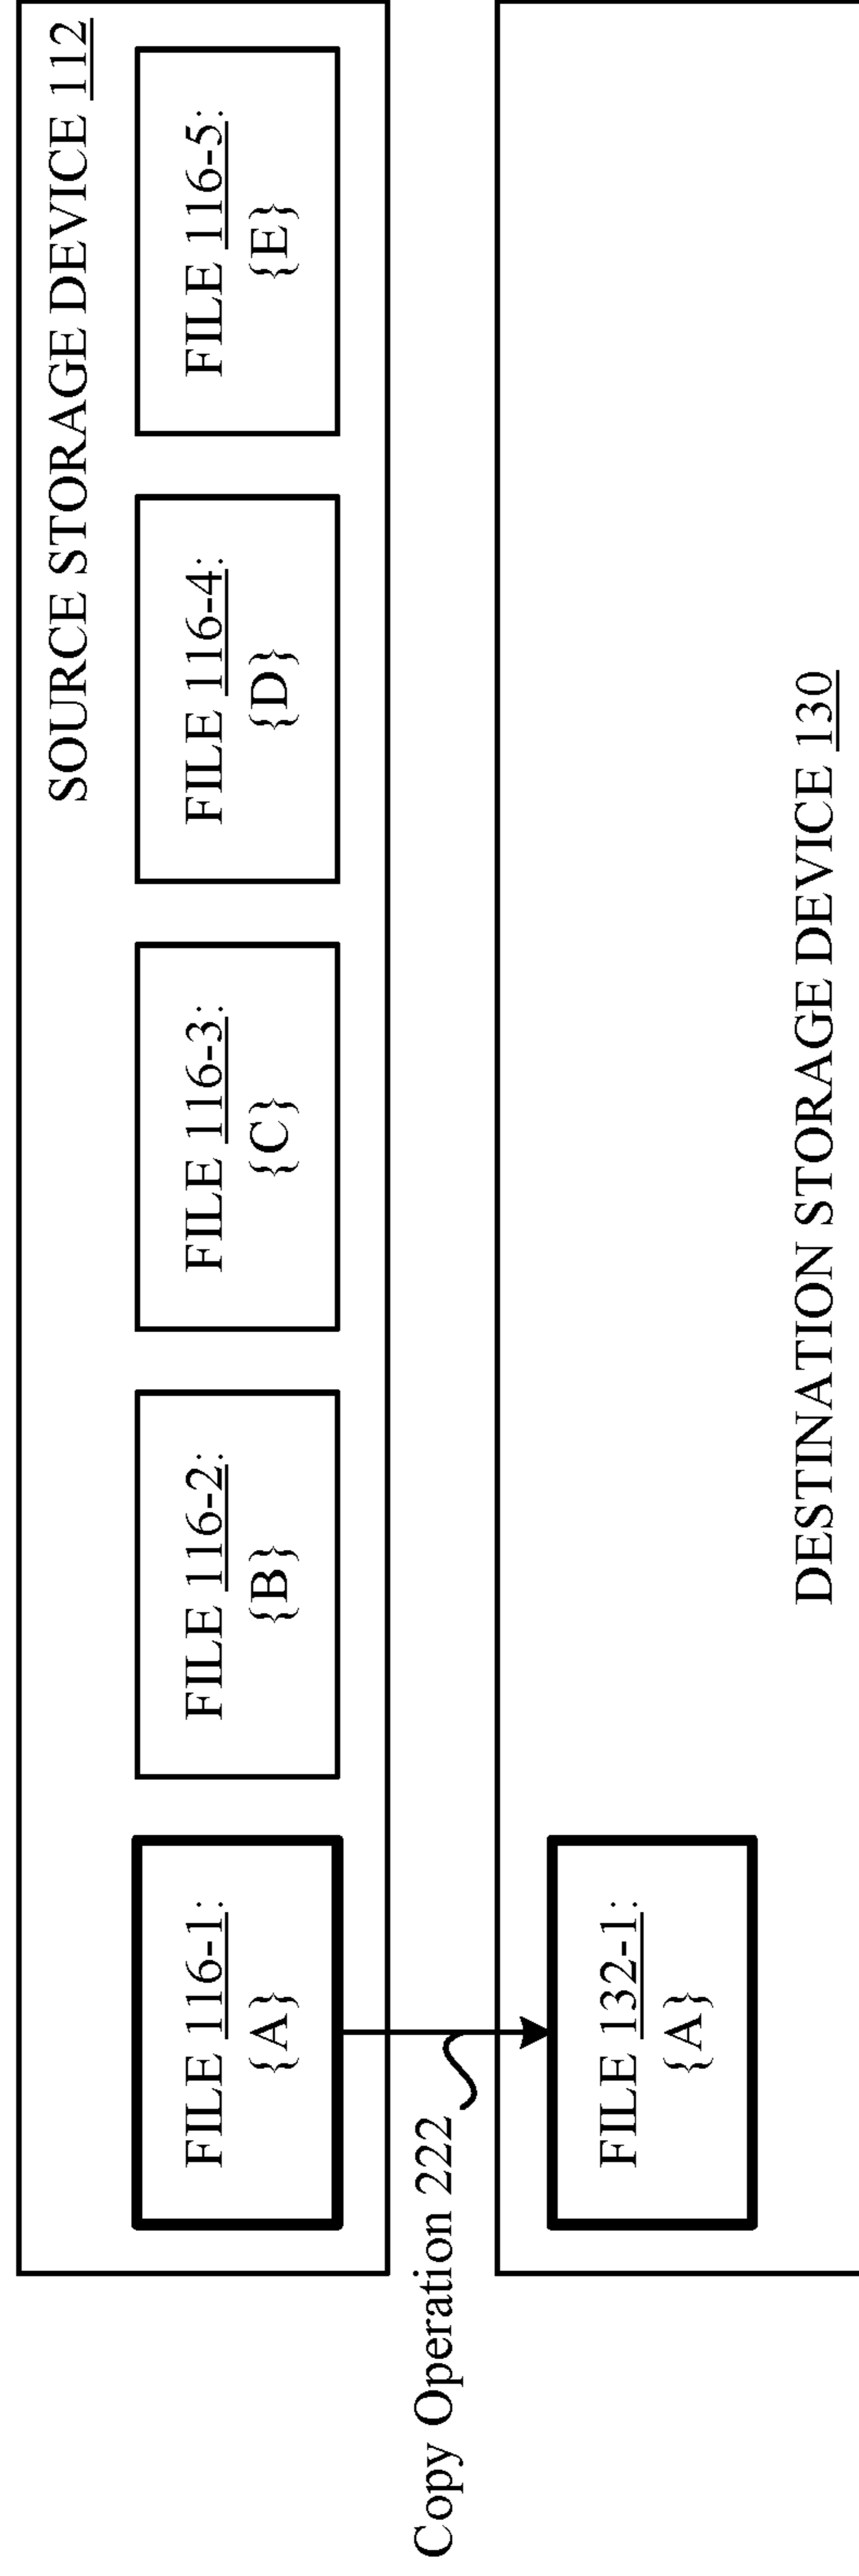 SOURCE STORAGE DEVICE 112
FILE 116-1:
{A}
FILE 116-2:
{B}
FILE 116-3:
{C}
FILE 116-4:
{D}
FILE 116-5:
{E}
Copy Operation 222
FILE 132-1:
{A}
DESTINATION STORAGE DEVICE 130